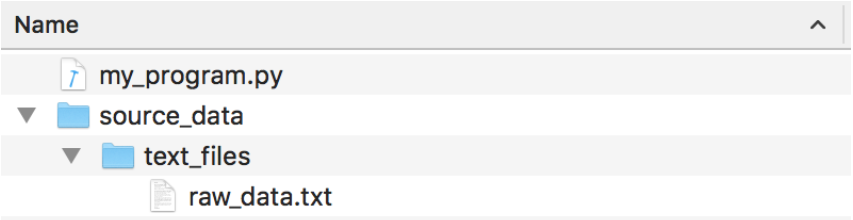 Name
my_program.py
source_data
text_files
raw_data.txt